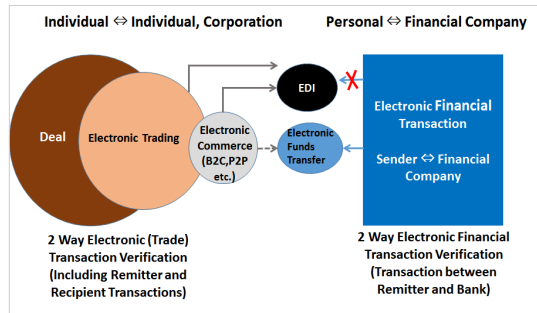 Individual ⇔ Individual, Corporation
Personal ⇔ Financial Company
Deal
Electronic Trading
Electronic
Commerce
(B2C,P2P
etc.)
EDI
Electronic
Funds
Transfer
Electronic Financial
Transaction
Sender ⇔ Financial
Company
2 Way Electronic (Trade)
Transaction Verification
(Including Remitter and
Recipient Transactions)
2 Way Electronic Financial
Transaction Verification
(Transaction between
Remitter and Bank)